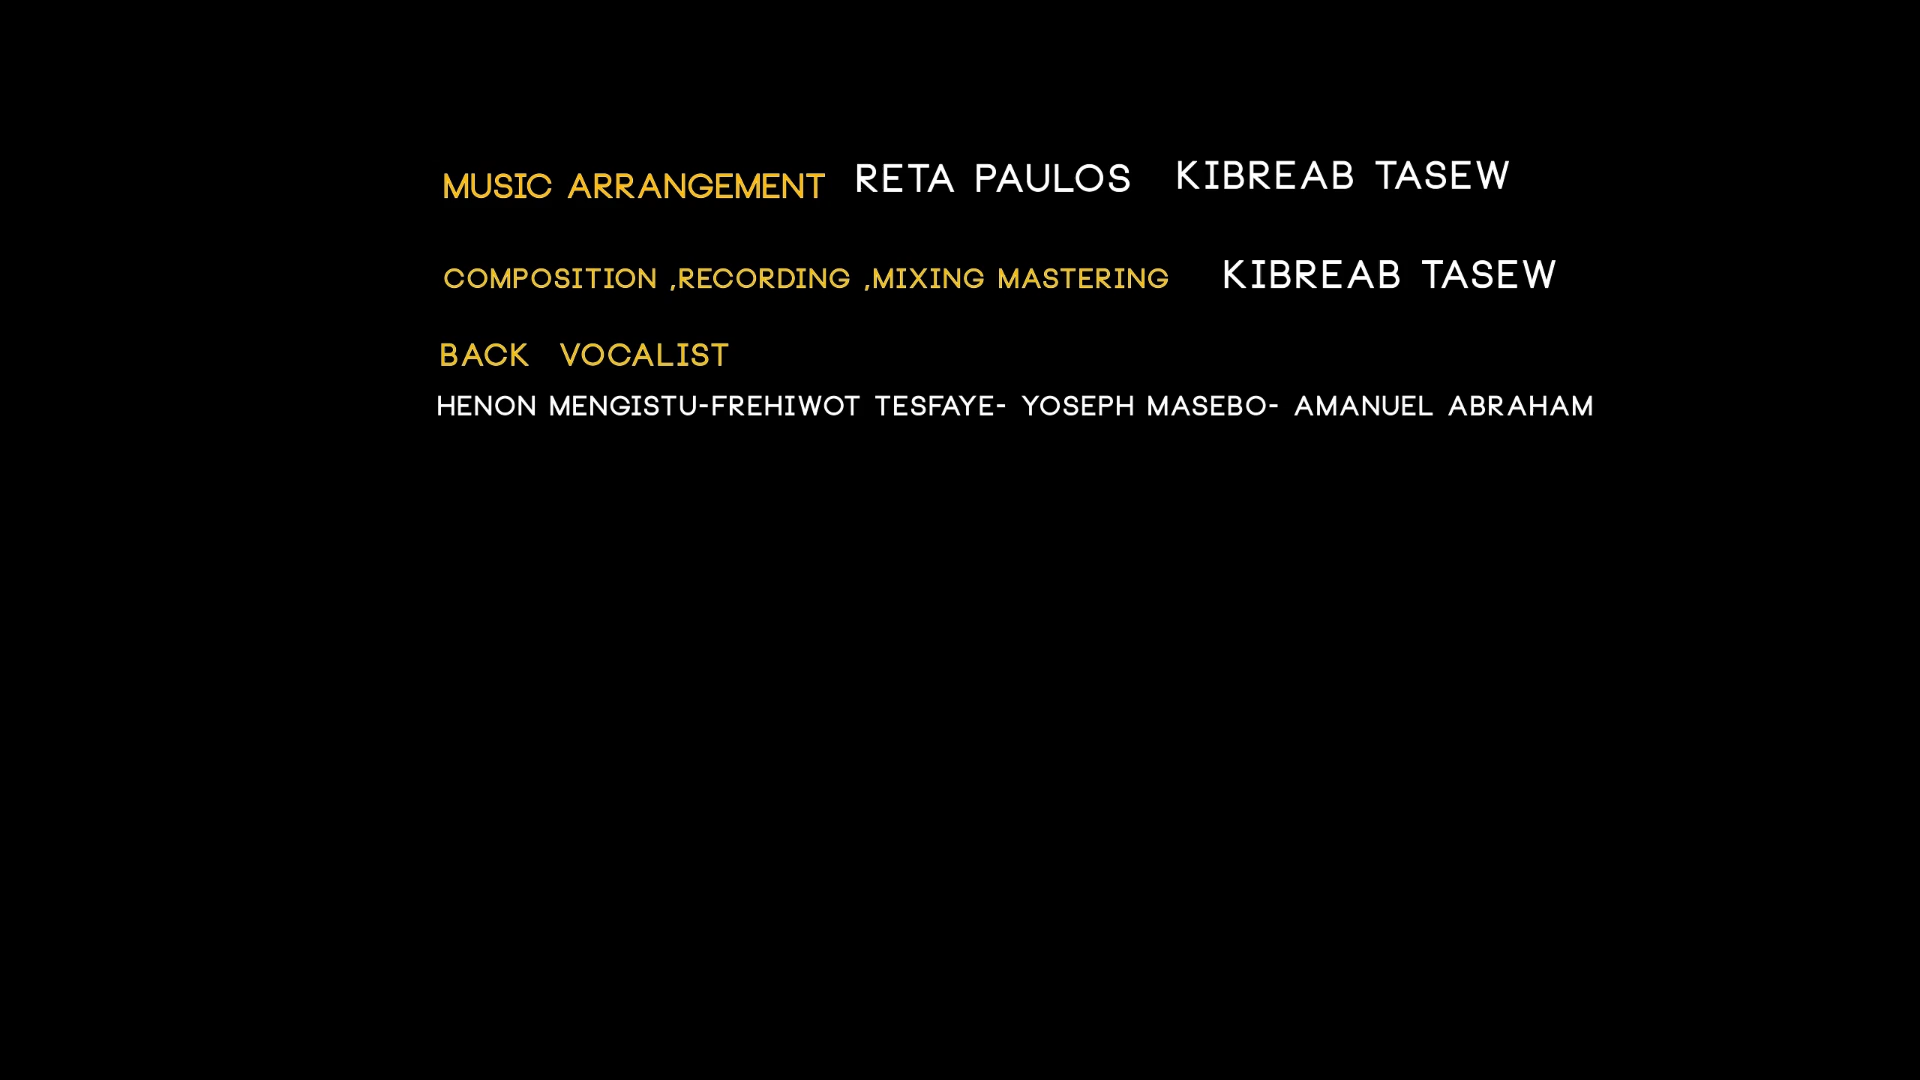 MUSIC ARRANGEMENT RETA PAULOS KIBREAB TASEW
COMPOSITION ,RECORDING ,MIXING MASTERING KIBREAB TASEW
BACK VOCALIST
HENON MENGISTU-FREHIWOT TESFAYE- YOSEPH MASEBO- AMANUEL ABRAHAM